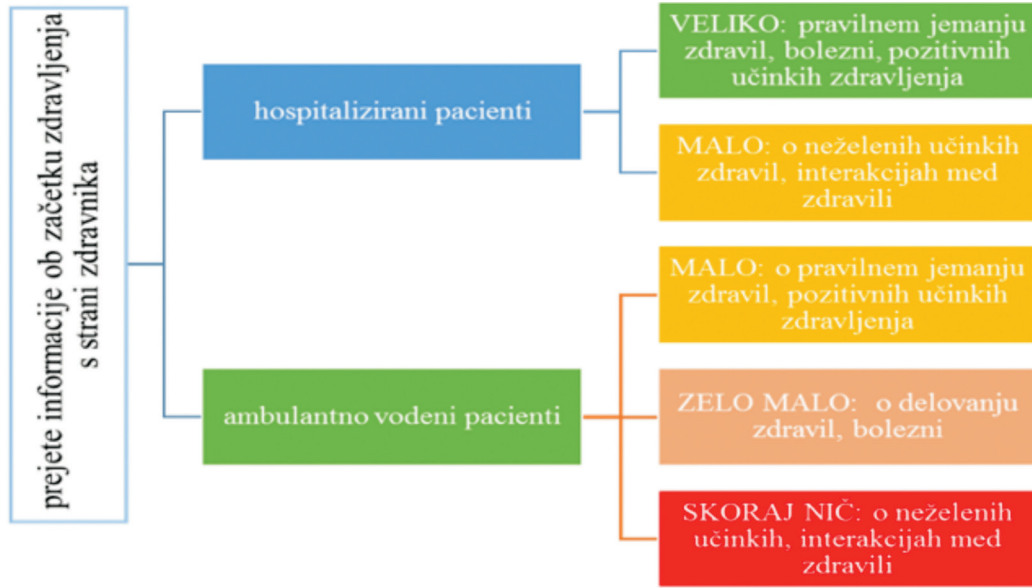 prejete informacije ob začetku zdravljenja
s strani zdravnika
hospitalizirani pacienti
VELIKO: pravilnem jemanju
zdravil, bolezni, pozitivnih
učinkih zdravljenja
MALO: o neželenih učinkih
zdravil, interakcijah med
zdravili
ambulantno vodeni pacienti
MALO: o pravilnem jemanju
zdravil, pozitivnih učinkih
zdravljenja
ZELO MALO: o delovanju
zdravil, bolezni
SKORAJ NIČ: o neželenih
učinkih, interakcijah med
zdravili